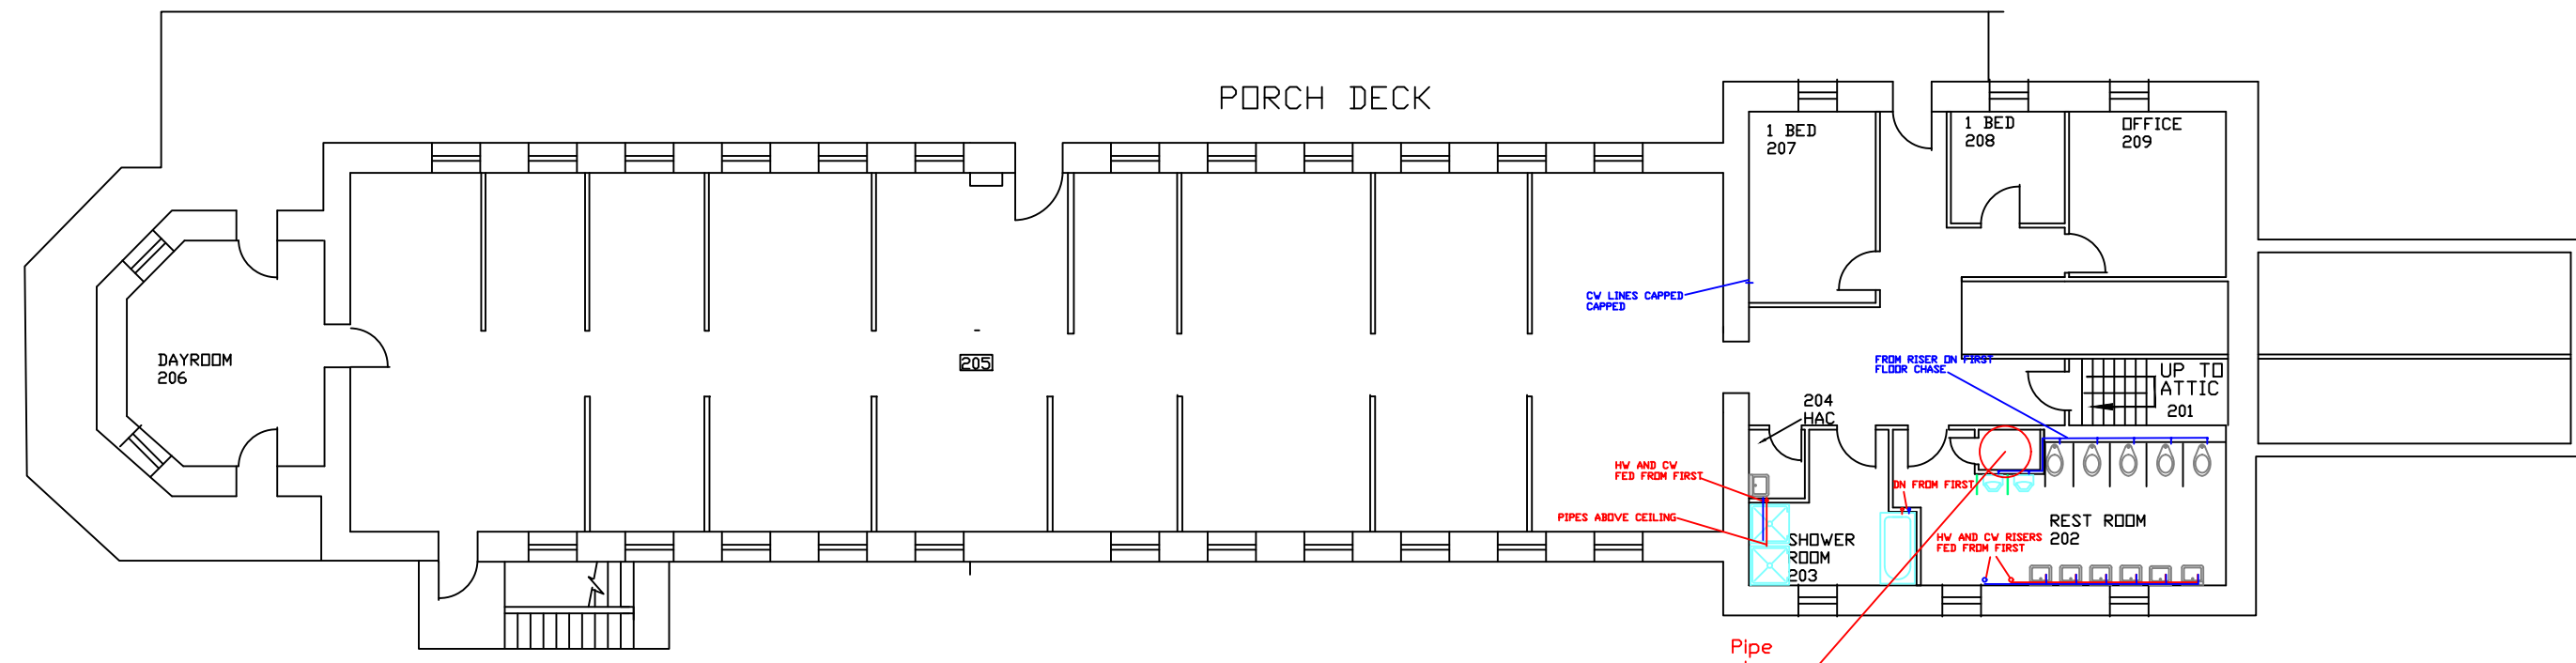 PORCH DECK
1 BED
207
1 BED
208
OFFICE
209
CW LINES CAPPED
CAPPED
DAYROOM
206
205
FROM RISER ON FIRST
FLOOR CHASE
UP TO
ATTIC
201
204
HAC
HW AND CW
FED FROM FIRST
DN FROM FIRST
PIPES ABOVE CEILING
SHOWER
ROOM
203
REST ROOM
202
HW AND CW RISERS
FED FROM FIRST
Pipe